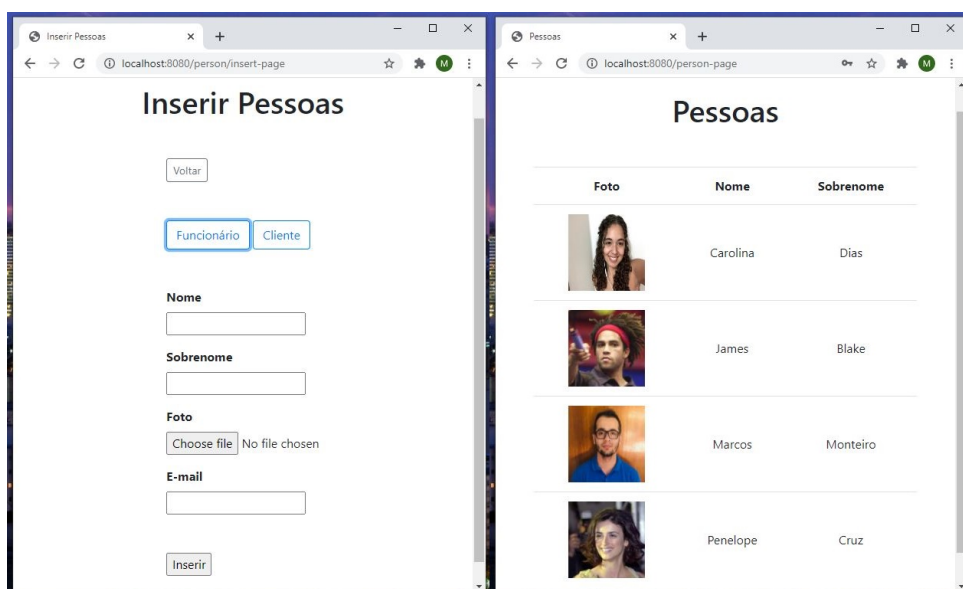 Inserir Pessoas
localhost:8080/person/insert-page
M
Inserir Pessoas
Voltar
Funcionário
Cliente
Nome
Sobrenome
Foto
Choose file No file chosen
E-mail
Inserir
Pessoas
localhost:8080/person-page
M
Pessoas
Foto Nome Sobrenome
Carolina Dias
James Blake
Marcos Monteiro
Penelope Cruz